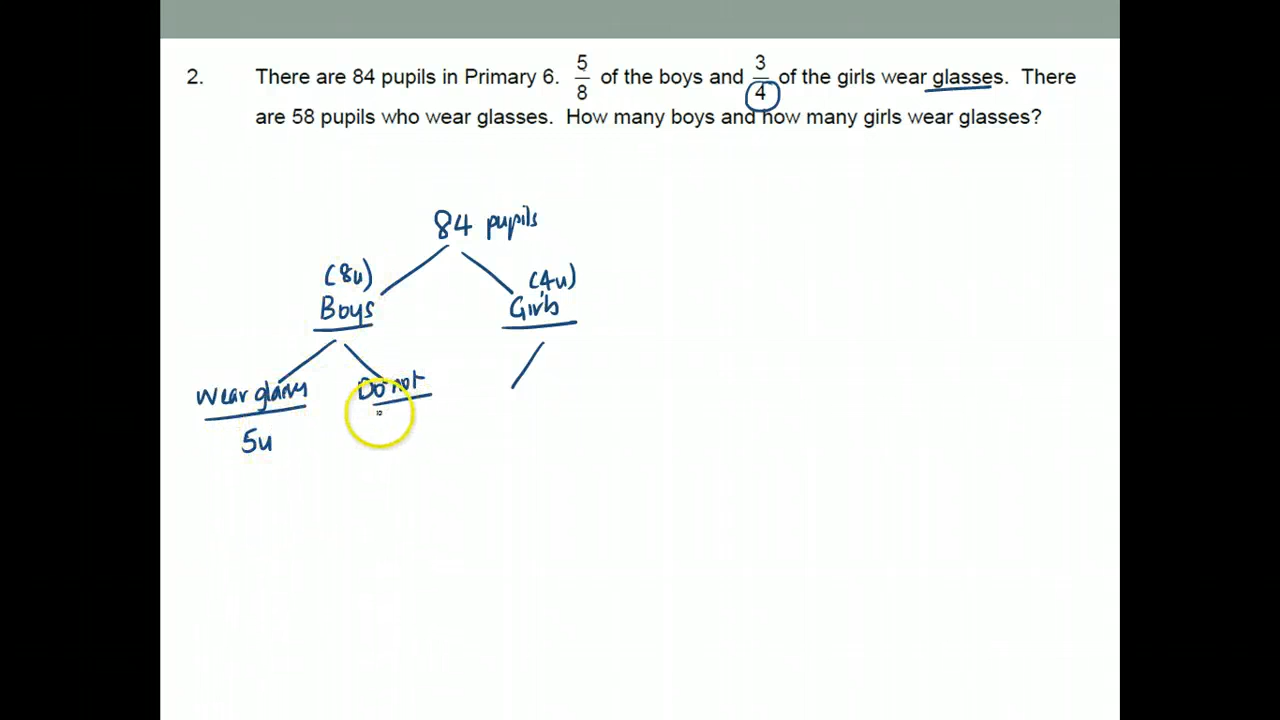 2. There are 84 pupils in Primary 6. 5/8 of the boys and 3/4 of the girls wear glasses. There
are 58 pupils who wear glasses. How many boys and how many girls wear glasses?
84 pupils
(8u) (4u)
Boys Girls
Wear glasses Do not
5u